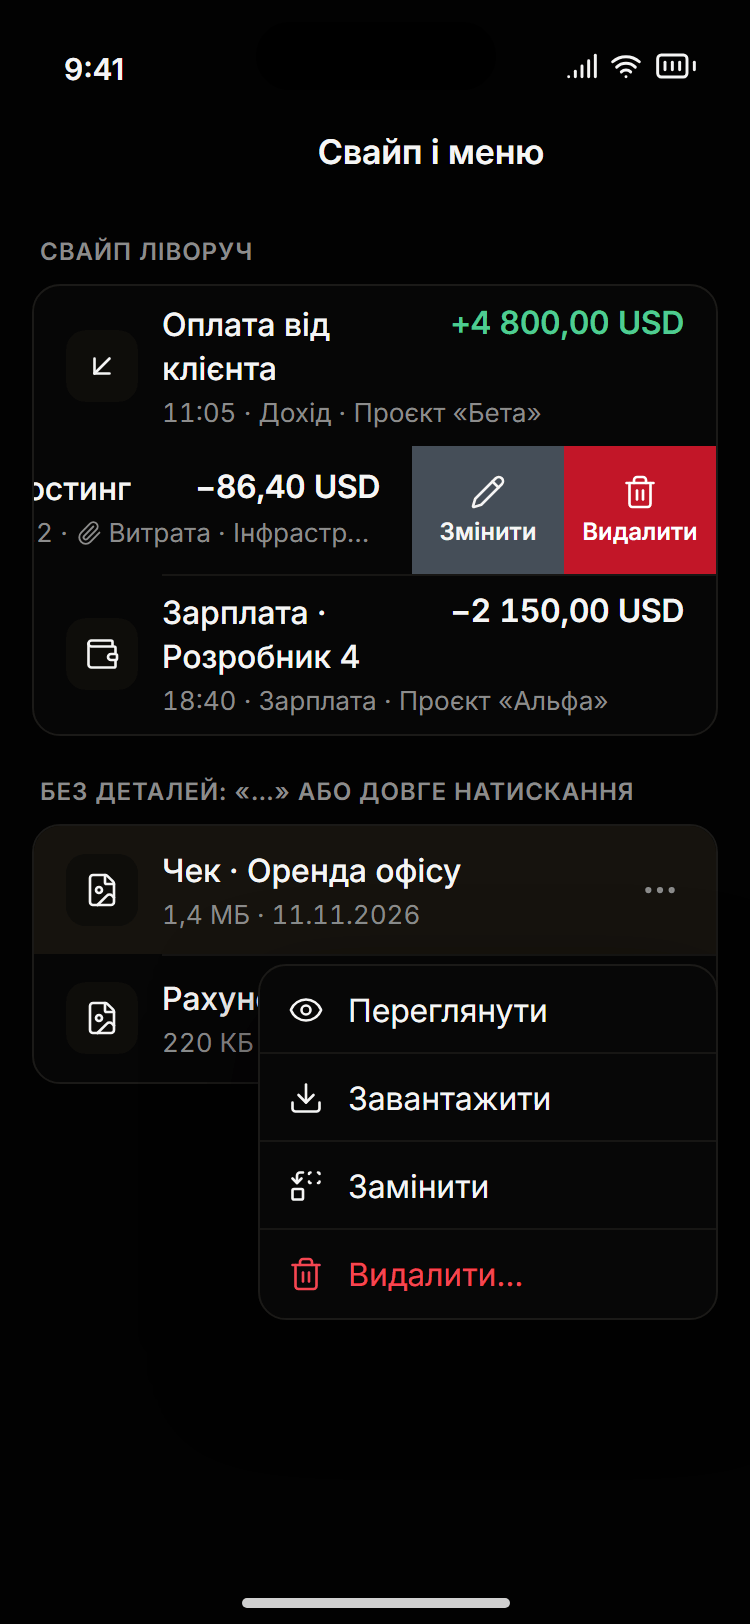 9:41
Свайп і меню
СВАЙП ЛІВОРУЧ
Оплата від
клієнта
+4 800,00 USD
11:05 · Дохід · Проєкт «Бета»
остинг
−86,40 USD
2 · Витрата · Інфрастр...
Змінити
Видалити
Зарплата ·
Розробник 4
−2 150,00 USD
18:40 · Зарплата · Проєкт «Альфа»
БЕЗ ДЕТАЛЕЙ: «...» АБО ДОВГЕ НАТИСКАННЯ
Чек · Оренда офісу
1,4 МБ · 11.11.2026
Рахун
220 КБ
Переглянути
Завантажити
Замінити
Видалити...